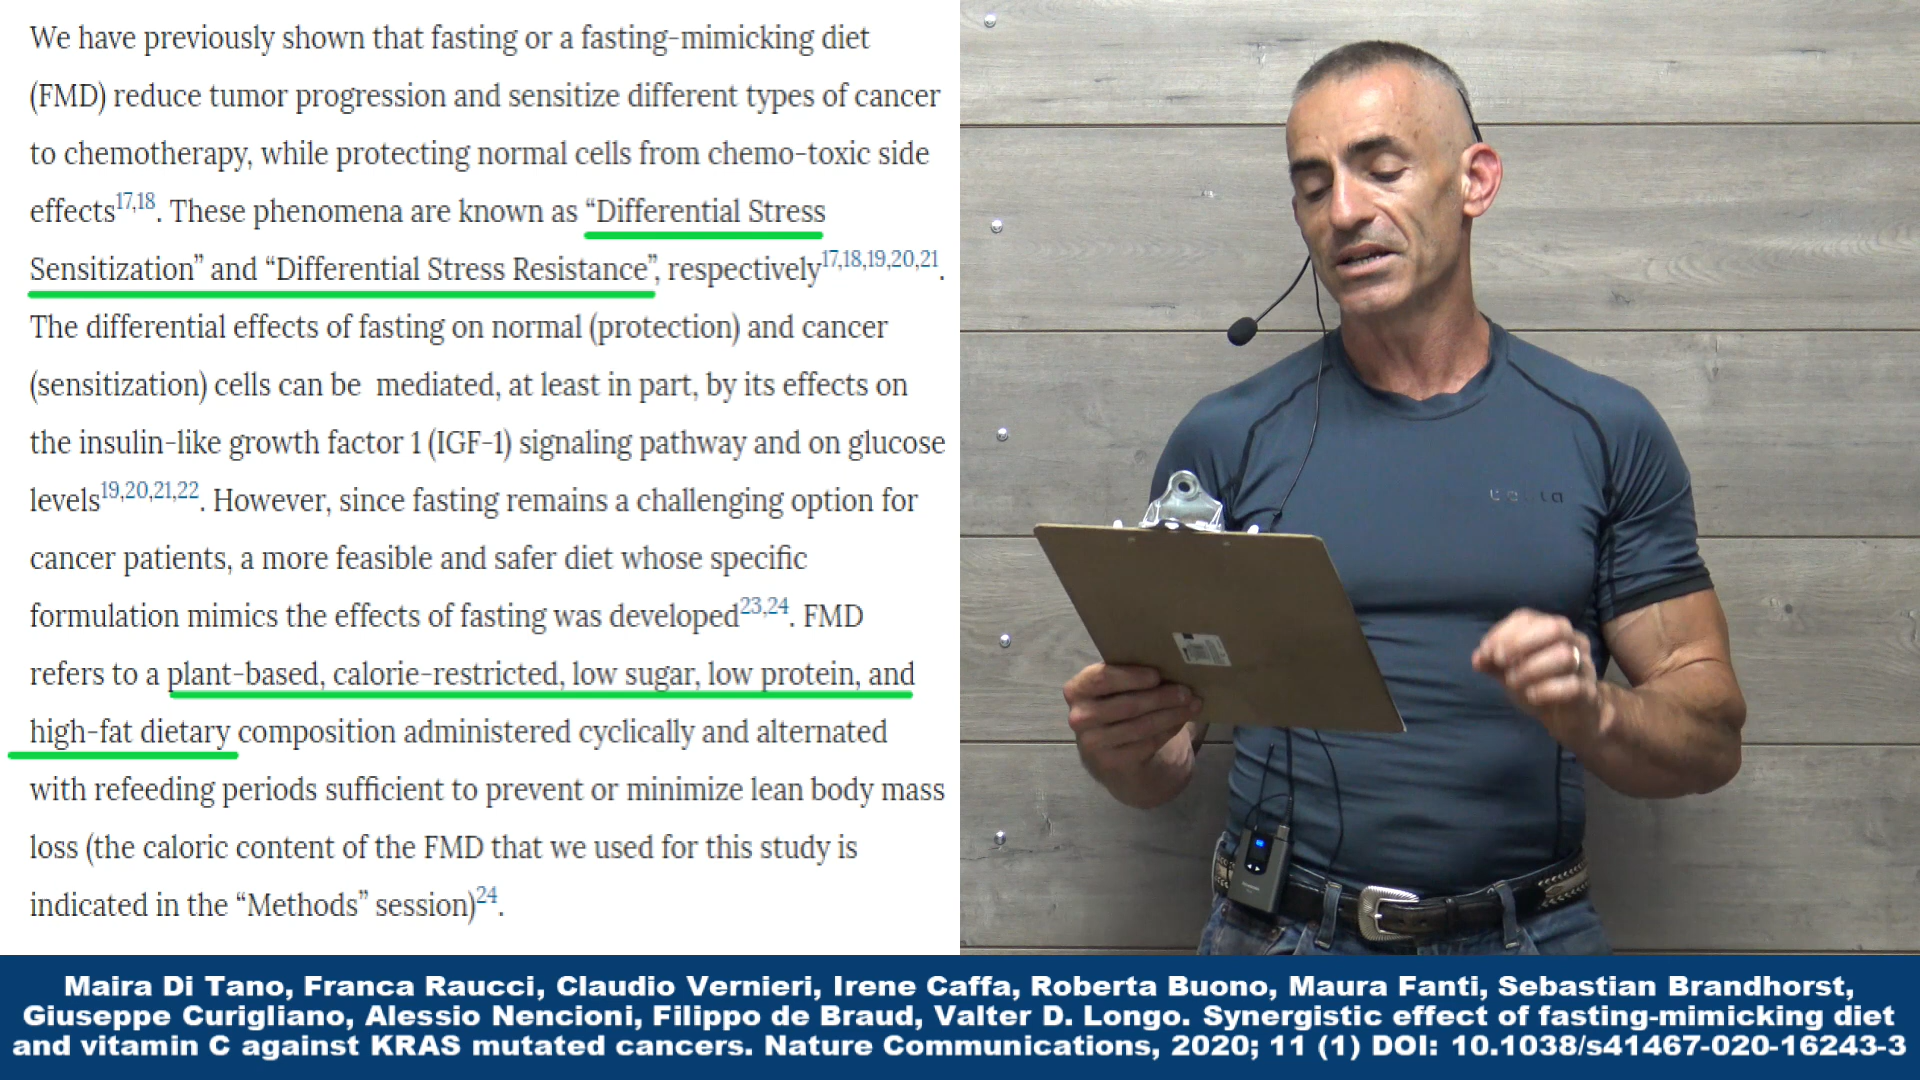 We have previously shown that fasting or a fasting-mimicking diet
(FMD) reduce tumor progression and sensitize different types of cancer
to chemotherapy, while protecting normal cells from chemo-toxic side
effects17,18. These phenomena are known as “Differential Stress
Sensitization” and “Differential Stress Resistance”, respectively17,18,19,20,21.
The differential effects of fasting on normal (protection) and cancer
(sensitization) cells can be mediated, at least in part, by its effects on
the insulin-like growth factor 1 (IGF-1) signaling pathway and on glucose
levels19,20,21,22. However, since fasting remains a challenging option for
cancer patients, a more feasible and safer diet whose specific
formulation mimics the effects of fasting was developed23,24. FMD
refers to a plant-based, calorie-restricted, low sugar, low protein, and
high-fat dietary composition administered cyclically and alternated
with refeeding periods sufficient to prevent or minimize lean body mass
loss (the caloric content of the FMD that we used for this study is
indicated in the “Methods” session)24.
Maira Di Tano, Franca Raucci, Claudio Vernieri, Irene Caffa, Roberta Buono, Maura Fanti, Sebastian Brandhorst,
Giuseppe Curigliano, Alessio Nencioni, Filippo de Braud, Valter D. Longo. Synergistic effect of fasting-mimicking diet
and vitamin C against KRAS mutated cancers. Nature Communications, 2020; 11 (1) DOI: 10.1038/s41467-020-16243-3